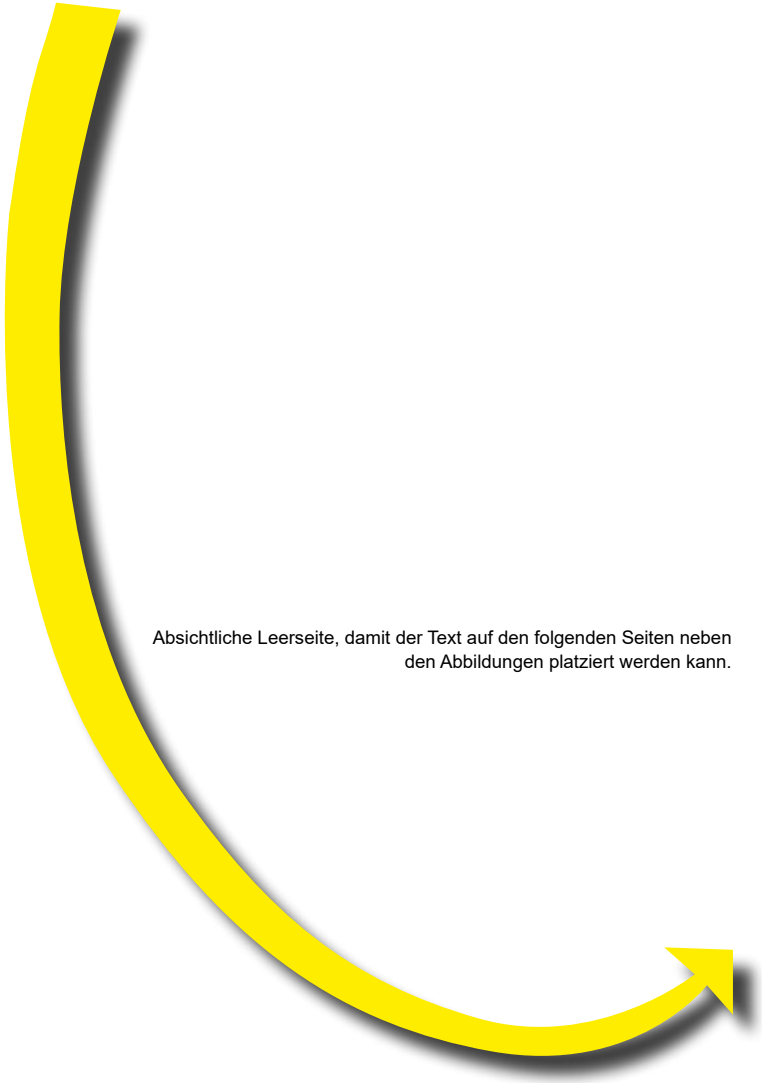 Absichtliche Leerseite, damit der Text auf den folgenden Seiten neben
den Abbildungen platziert werden kann.